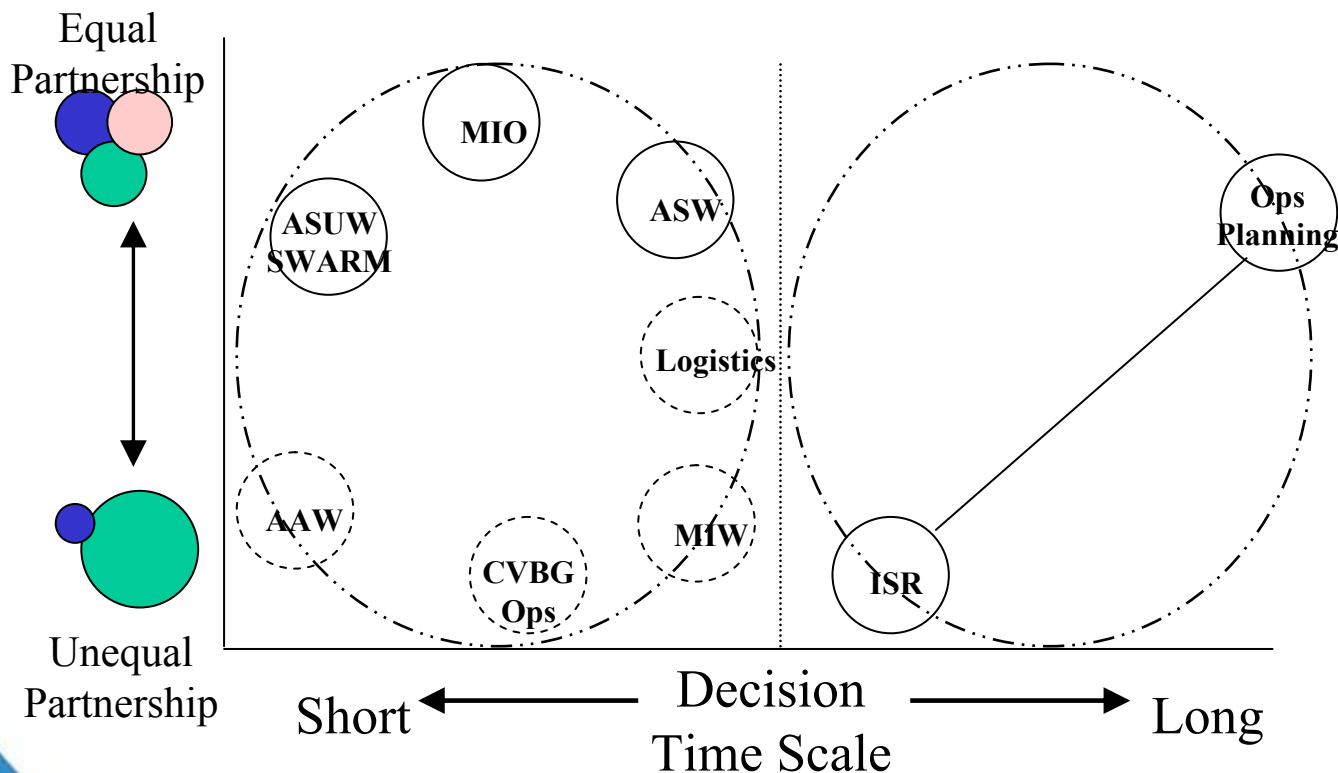 Equal
Partnership
MIO
ASW
ASUW
SWARM
Ops
Planning
Logistics
AAW
MIW
CVBG
Ops
ISR
Unequal
Partnership
Short
Decision
Time Scale
Long